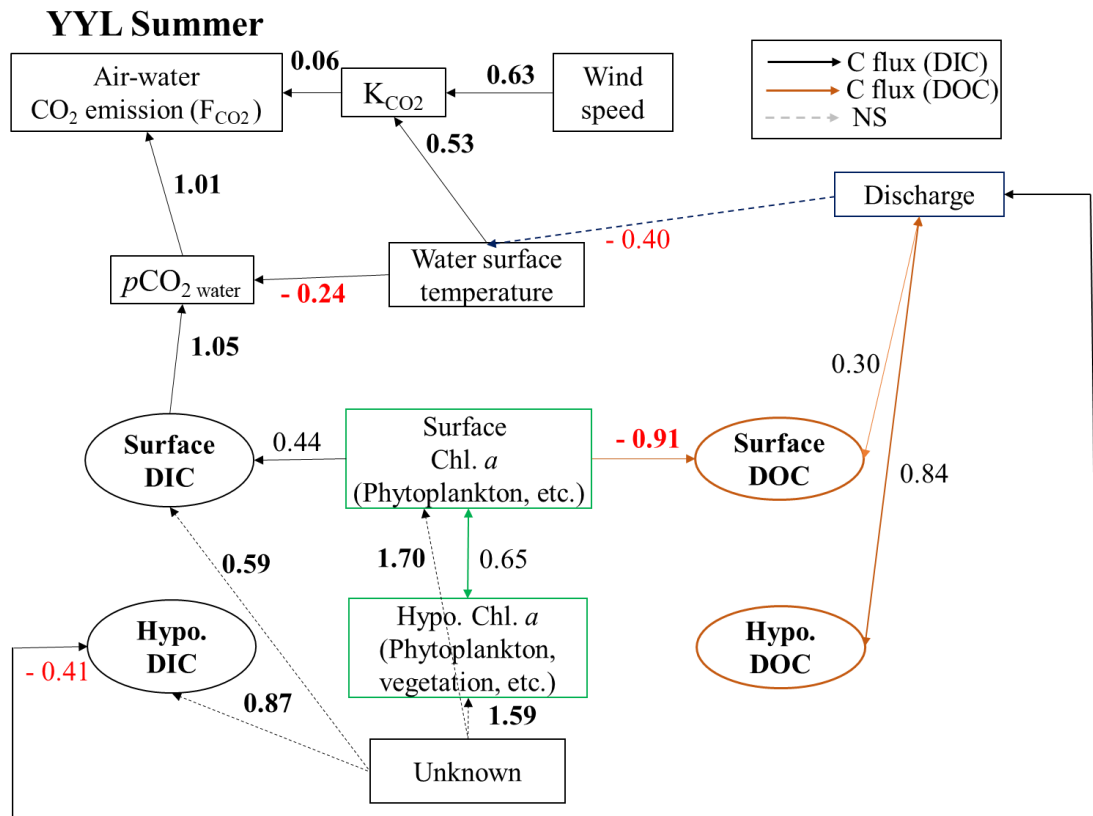 YYL Summer
Air-water
CO2 emission (FCO2)
0.06
KCO2
0.63
Wind
speed
C flux (DIC)
C flux (DOC)
NS
0.53
1.01
Discharge
- 0.40
pCO2 water
- 0.24
Water surface
temperature
1.05
0.30
Surface
DIC
0.44
Surface
Chl. a
(Phytoplankton, etc.)
- 0.91
Surface
DOC
0.84
0.59
1.70
0.65
Hypo.
DIC
- 0.41
Hypo. Chl. a
(Phytoplankton,
vegetation, etc.)
Hypo.
DOC
0.87
1.59
Unknown